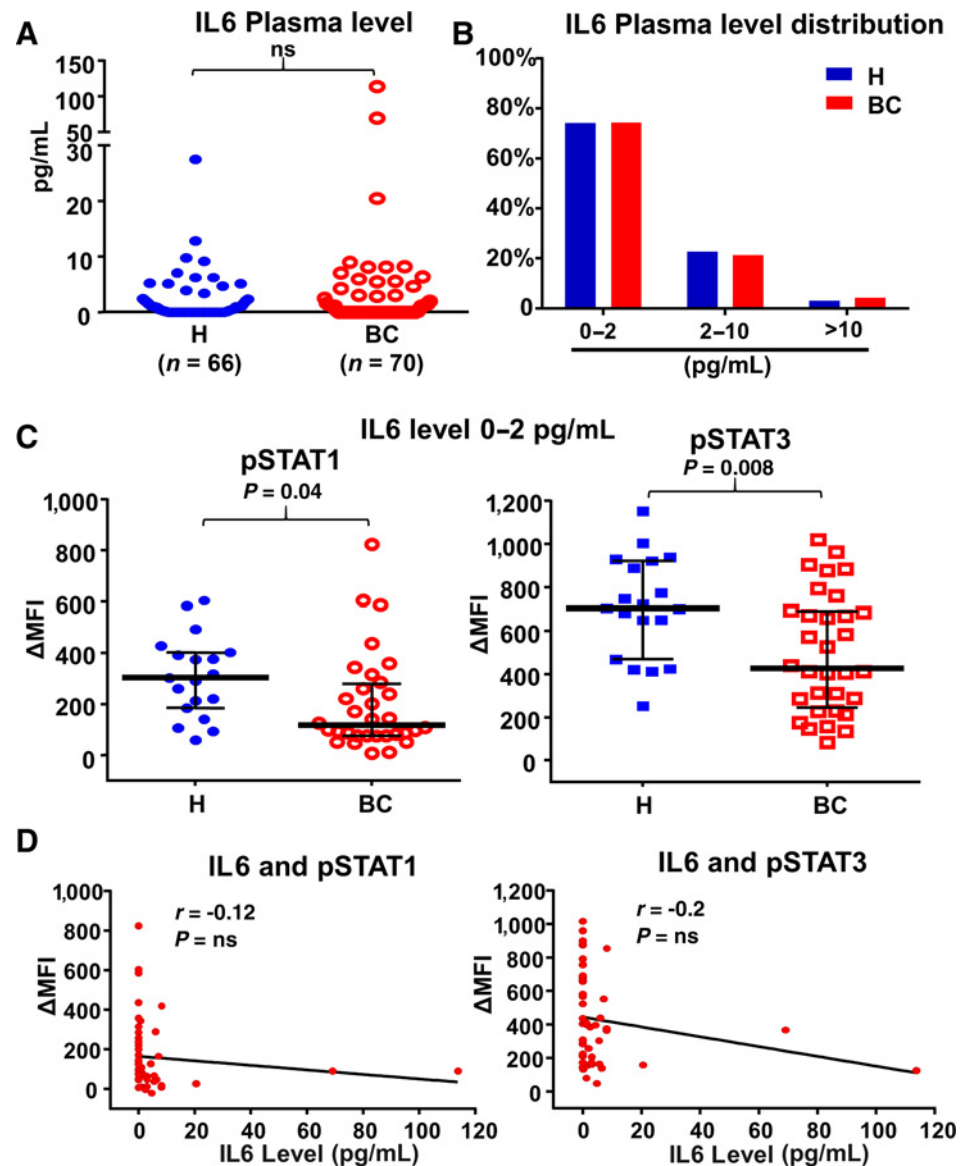 A
IL6 Plasma level
ns
pg/mL
150
100
50
30
20
10
0
H
BC
(n = 66)
(n = 70)
B
IL6 Plasma level distribution
H
BC
80%
80%
60%
40%
20%
0
0–2
2–10
>10
(pg/mL)
C
IL6 level 0–2 pg/mL
pSTAT1
P = 0.04
ΔMFI
1,000
800
600
400
200
0
H
BC
pSTAT3
P = 0.008
ΔMFI
1,200
1,000
800
600
400
200
0
H
BC
D
IL6 and pSTAT1
r = -0.12
P = ns
ΔMFI
1,000
800
600
400
200
0
0 20 40 60 80 100 120
IL6 Level (pg/mL)
IL6 and pSTAT3
r = -0.2
P = ns
ΔMFI
1,200
1,000
800
600
400
200
0
0 20 40 60 80 100 120
IL6 Level (pg/mL)